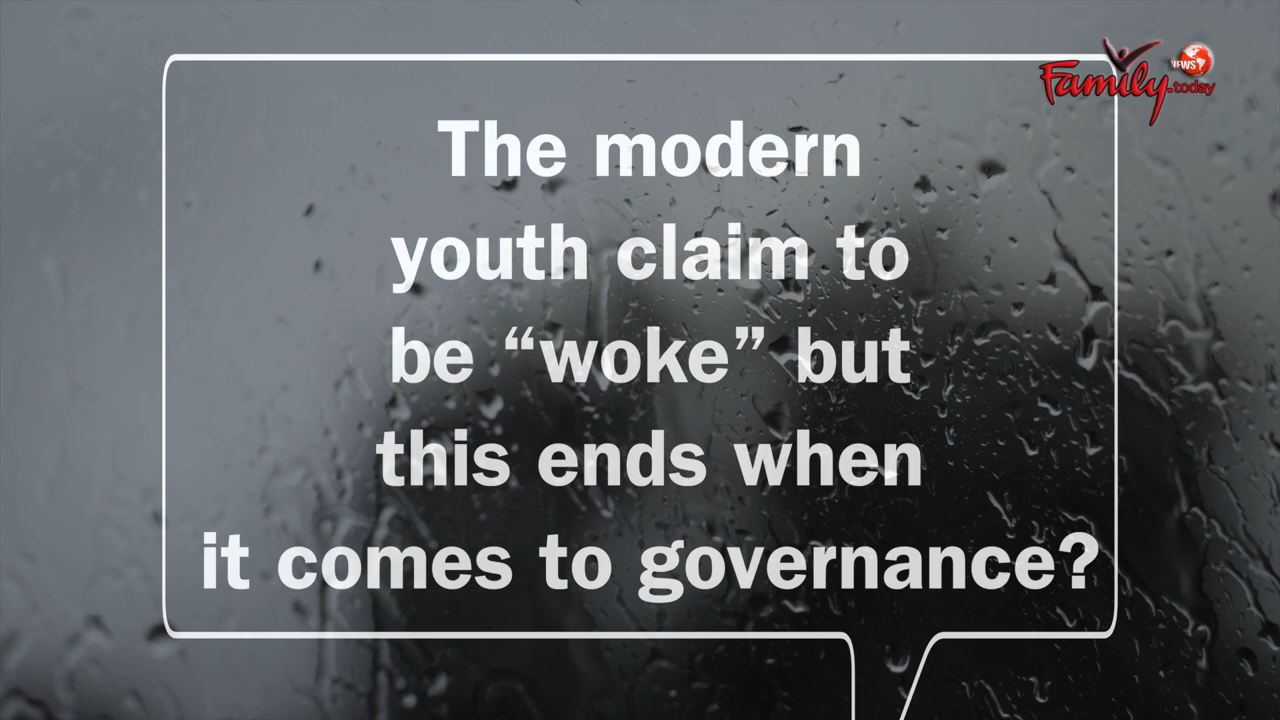 Family.today
NEWS
The modern
youth claim to
be “woke” but
this ends when
it comes to governance?